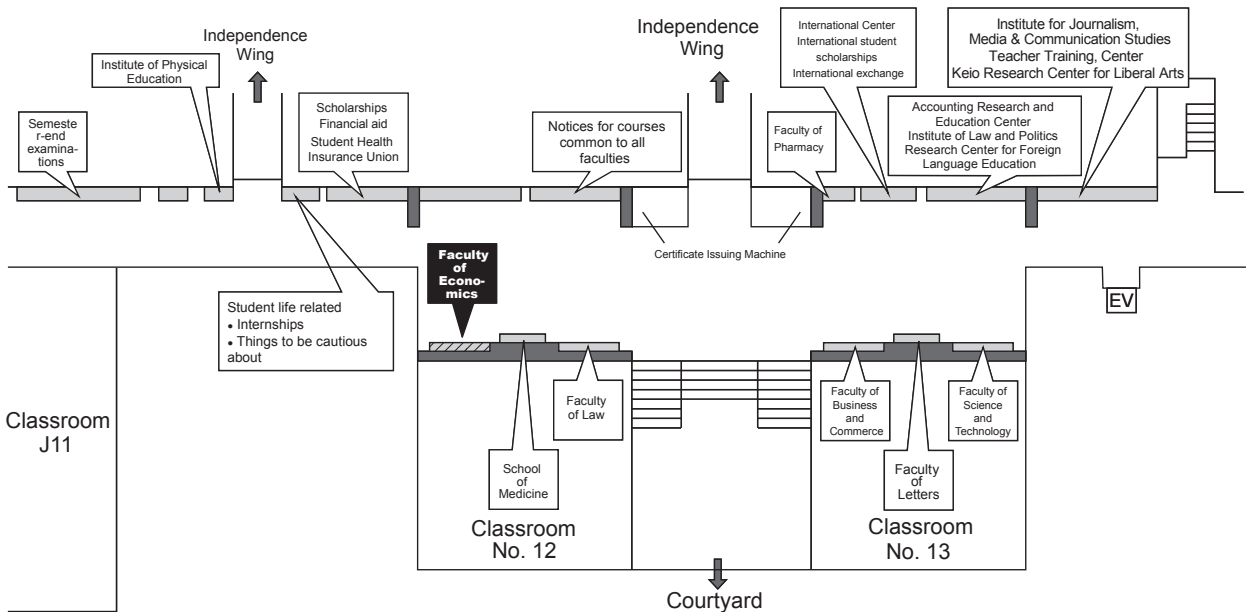 Independence
Wing
Independence
Wing
Institute of Physical
Education
International Center
International student
scholarships
International exchange
Institute for Journalism,
Media & Communication Studies
Teacher Training, Center
Keio Research Center for Liberal Arts
Semeste
r-end
examina-
tions
Scholarships
Financial aid
Student Health
Insurance Union
Notices for courses
common to all
faculties
Faculty of
Pharmacy
Accounting Research and
Education Center
Institute of Law and Politics
Research Center for Foreign
Language Education
Certificate Issuing Machine
Faculty
of
Econo-
mics
Student life related
• Internships
• Things to be cautious
about
EV
Classroom
J11
Faculty
of Law
School
of
Medicine
Classroom
No. 12
Faculty of
Business
and
Commerce
Faculty
of
Letters
Faculty of
Science
and
Technology
Classroom
No. 13
Courtyard